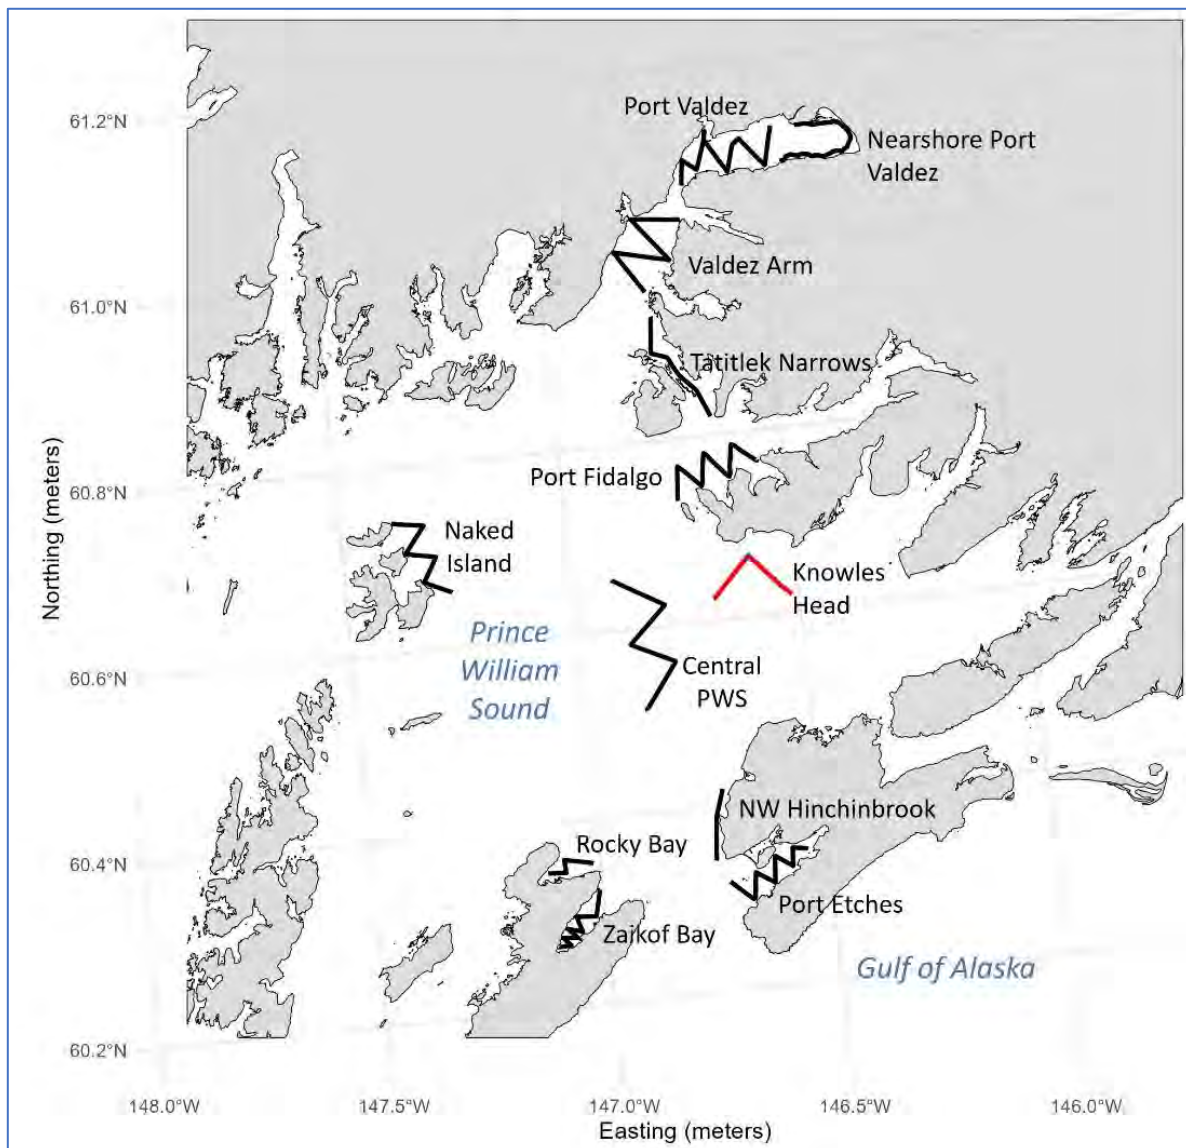 Port Valdez
61.2°N
Nearshore Port
Valdez
Valdez Arm
61.0°N
Tatitlek Narrows
Port Fidalgo
60.8°N
Naked
Island
Knowles
Head
Prince
William
Sound
Central
PWS
60.6°N
NW Hinchinbrook
Rocky Bay
60.4°N
Port Etches
Zaikof Bay
Gulf of Alaska
60.2°N
Northing (meters)
148.0°W
147.5°W
147.0°W
146.5°W
146.0°W
Easting (meters)